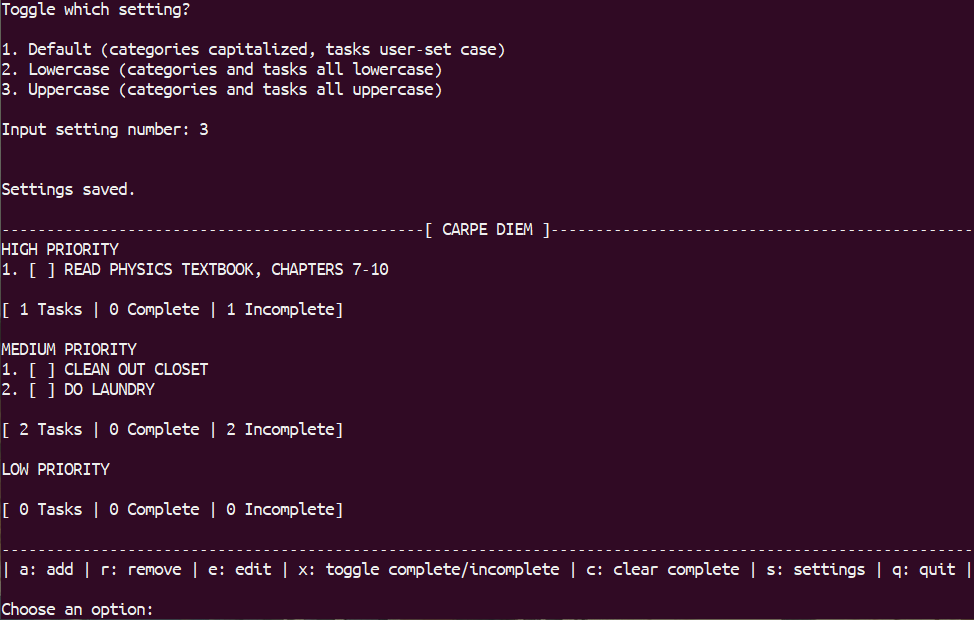 Toggle which setting?
1. Default (categories capitalized, tasks user-set case)
2. Lowercase (categories and tasks all lowercase)
3. Uppercase (categories and tasks all uppercase)
Input setting number: 3
Settings saved.
-----------------------------------------------[ CARPE DIEM ]-----------------------------------------------
HIGH PRIORITY
1. [ ] READ PHYSICS TEXTBOOK, CHAPTERS 7-10
[ 1 Tasks | 0 Complete | 1 Incomplete]
MEDIUM PRIORITY
1. [ ] CLEAN OUT CLOSET
2. [ ] DO LAUNDRY
[ 2 Tasks | 0 Complete | 2 Incomplete]
LOW PRIORITY
[ 0 Tasks | 0 Complete | 0 Incomplete]
------------------------------------------------------------------------------------------------------------
| a: add | r: remove | e: edit | x: toggle complete/incomplete | c: clear complete | s: settings | q: quit |
Choose an option: